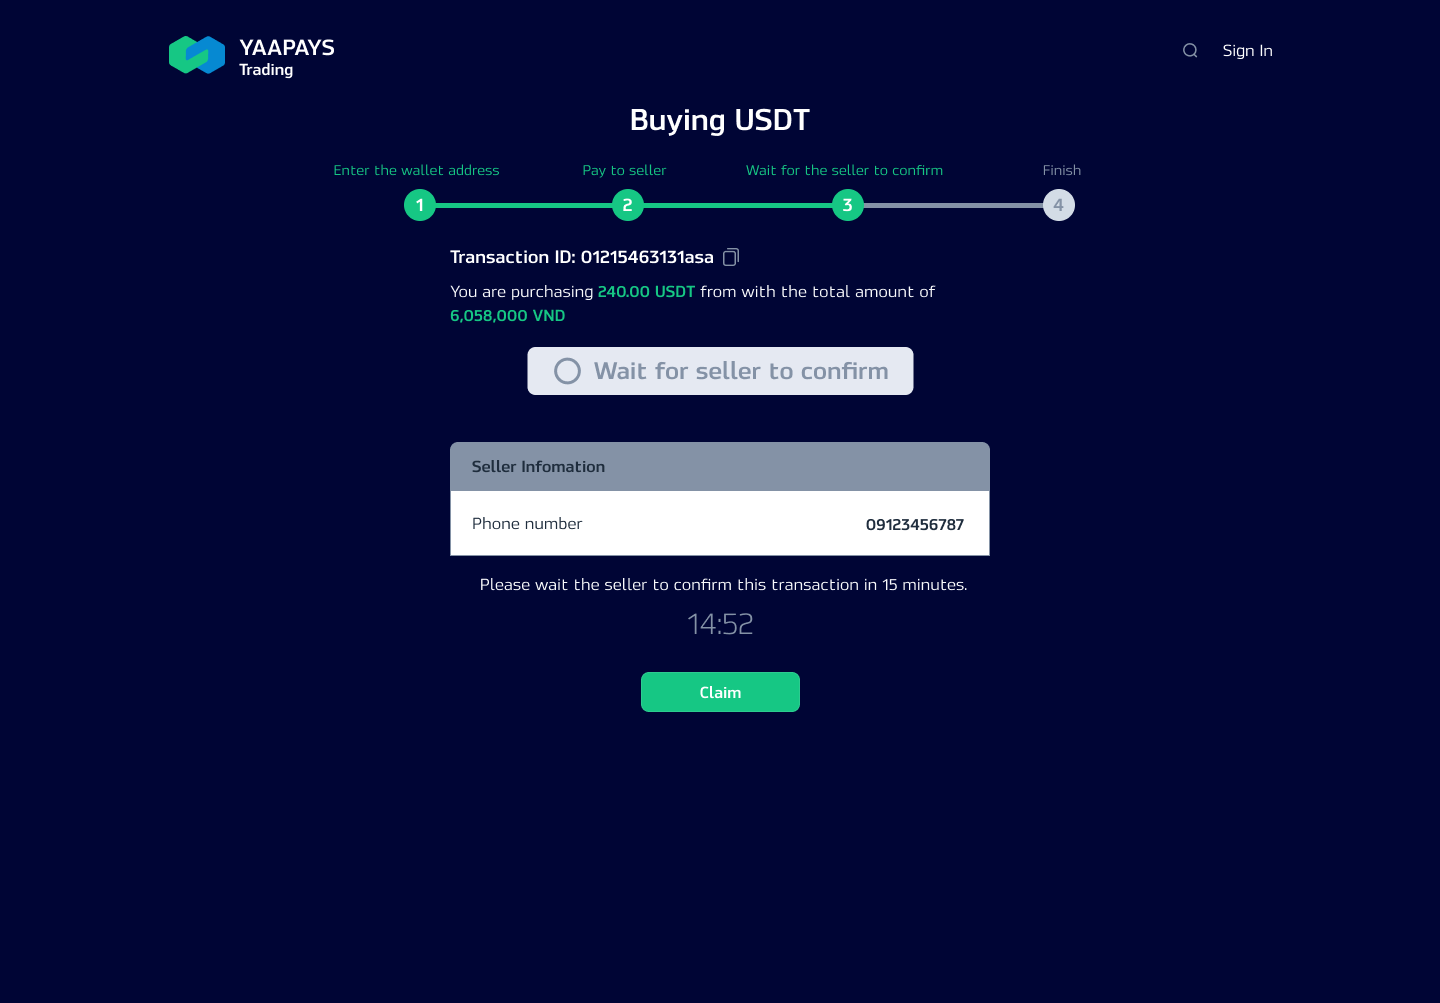 YAAPAYS
Trading
Sign In
Buying USDT
Enter the wallet address
Pay to seller
Wait for the seller to confirm
Finish
1
2
3
4
Transaction ID: 01215463131asa
You are purchasing 240.00 USDT from with the total amount of
6,058,000 VND
Wait for seller to confirm
Seller Infomation
Phone number
09123456787
Please wait the seller to confirm this transaction in 15 minutes.
14:52
Claim